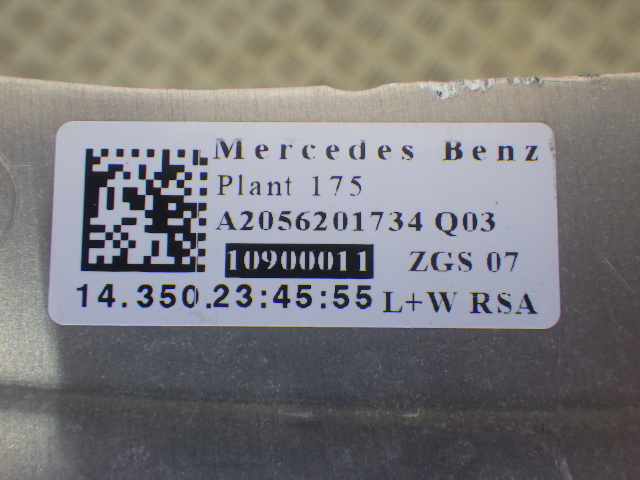 Mercedes Benz
Plant 175
A2056201734 Q03
10900011 ZGS 07
14.350.23:45:55 L+W RSA